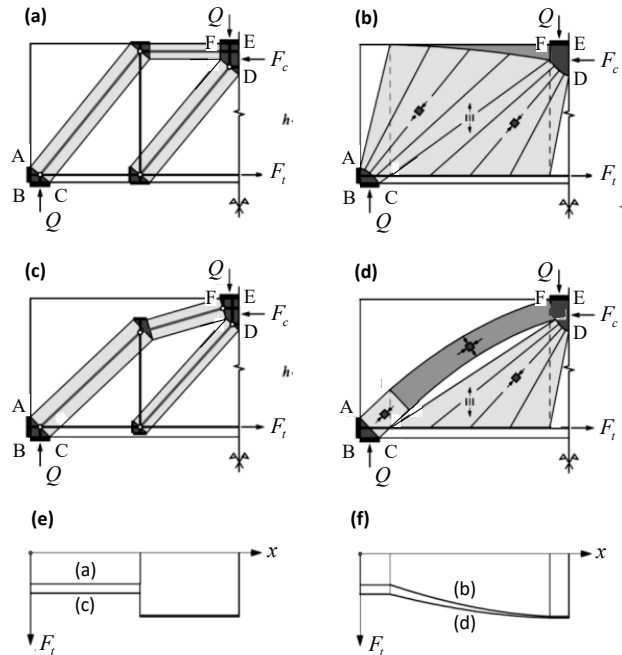 (a)
Q
F E
F_c
D
h
A
B C
F_t
Q
(b)
Q
F E
F_c
D
A
B C
F_t
Q
(c)
Q
F E
F_c
D
h
A
B C
F_t
Q
(d)
Q
F E
F_c
D
A
B C
F_t
Q
(e)
x
(a)
(c)
F_t
(f)
x
(b)
(d)
F_t